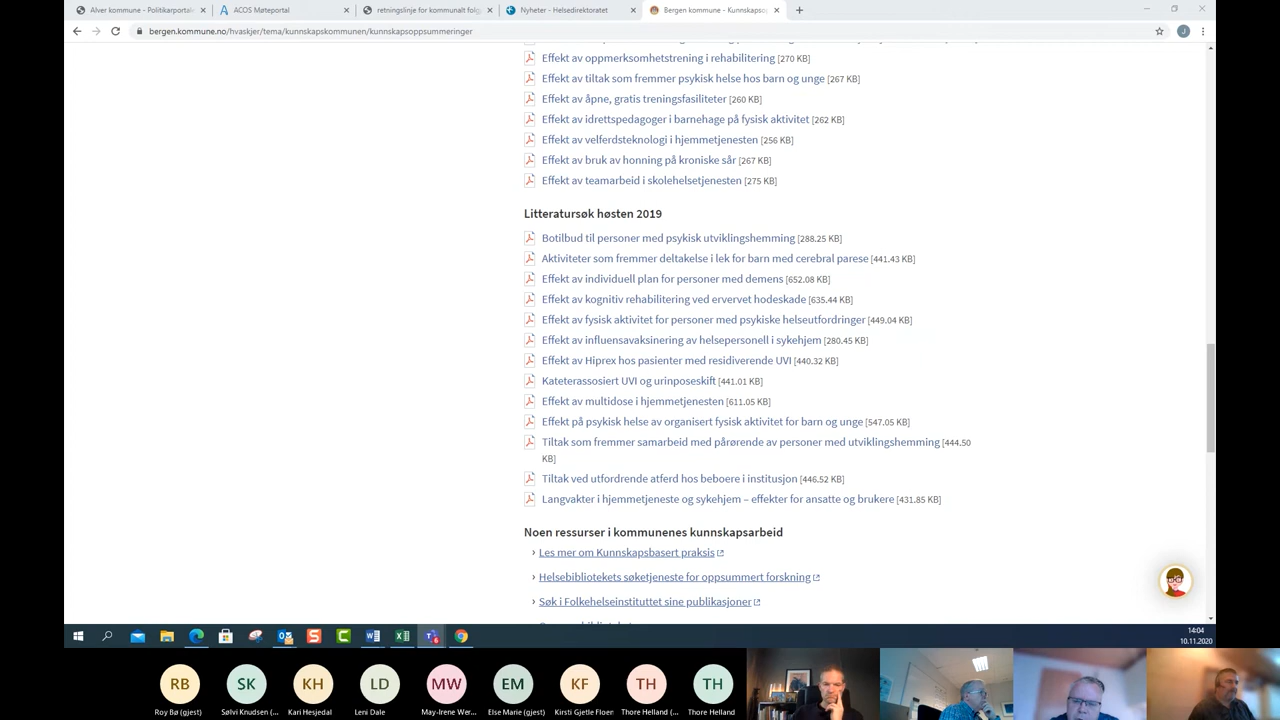 Alver kommune - Politikarportale
ACOS Møteportal
retningslinje for kommunalt følg
Nyheter - Helsedirektoratet
Bergen kommune - Kunnskapsop
bergen.kommune.no/hvaskjer/tema/kunnskapskommunen/kunnskapsoppsummeringer
Effekt av oppmerksomhetstrening i rehabilitering [270 KB]
Effekt av tiltak som fremmer psykisk helse hos barn og unge [267 KB]
Effekt av åpne, gratis treningsfasiliteter [260 KB]
Effekt av idrettspedagoger i barnehage på fysisk aktivitet [262 KB]
Effekt av velferdsteknologi i hjemmetjenesten [256 KB]
Effekt av bruk av honning på kroniske sår [267 KB]
Effekt av teamarbeid i skolehelsetjenesten [275 KB]
Litteratursøk høsten 2019
Botilbud til personer med psykisk utviklingshemming [288.25 KB]
Aktiviteter som fremmer deltakelse i lek for barn med cerebral parese [441.43 KB]
Effekt av individuell plan for personer med demens [652.08 KB]
Effekt av kognitiv rehabilitering ved ervervet hodeskade [635.44 KB]
Effekt av fysisk aktivitet for personer med psykiske helseutfordringer [449.04 KB]
Effekt av influensavaksinering av helsepersonell i sykehjem [280.45 KB]
Effekt av Hiprex hos pasienter med residiverende UVI [440.32 KB]
Kateterassosiert UVI og urinposeskift [441.01 KB]
Effekt av multidose i hjemmetjenesten [611.05 KB]
Effekt på psykisk helse av organisert fysisk aktivitet for barn og unge [547.05 KB]
Tiltak som fremmer samarbeid med pårørende av personer med utviklingshemming [444.50
KB]
Tiltak ved utfordrende atferd hos beboere i institusjon [446.52 KB]
Langvakter i hjemmetjeneste og sykehjem – effekter for ansatte og brukere [431.85 KB]
Noen ressurser i kommunenes kunnskapsarbeid
Les mer om Kunnskapsbasert praksis
Helsebibliotekets søketjeneste for oppsummert forskning
Søk i Folkehelseinstituttet sine publikasjoner
14:04
10.11.2020
RB
SK
KH
LD
MW
EM
KF
TH
TH
Roy Bø (gjest)
Sølvi Knudsen (...
Kari Hesjedal
Leni Dale
May-Irene Wer...
Else Marie (gjest)
Kirsti Gjetle Floen
Thore Helland (...
Thore Helland